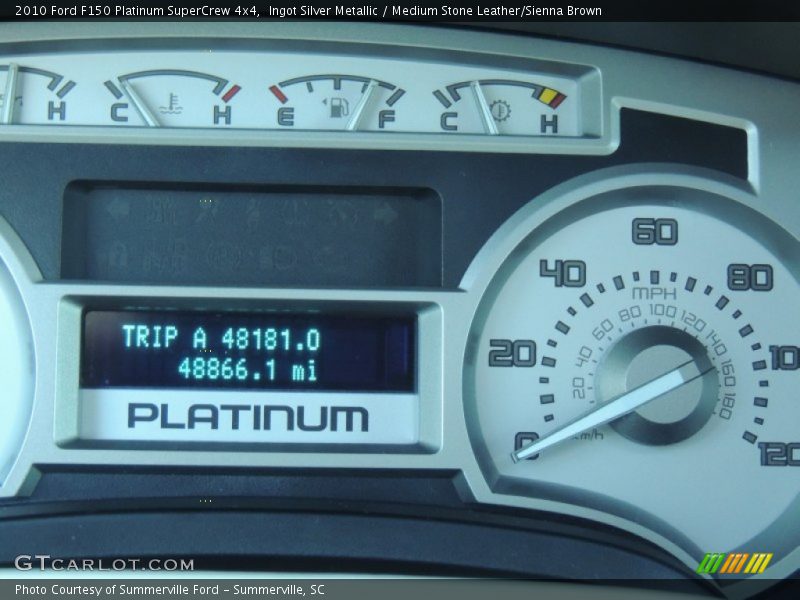 2010 Ford F150 Platinum SuperCrew 4x4, Ingot Silver Metallic / Medium Stone Leather/Sienna Brown
H C H E F C H
TRIP A 48181.0
48866.1 mi
PLATINUM
0 20 40 60 80 10 120
MPH
20 40 60 80 100 120 140 160 180
km/h
GTCARLOT.COM
Photo Courtesy of Summerville Ford - Summerville, SC